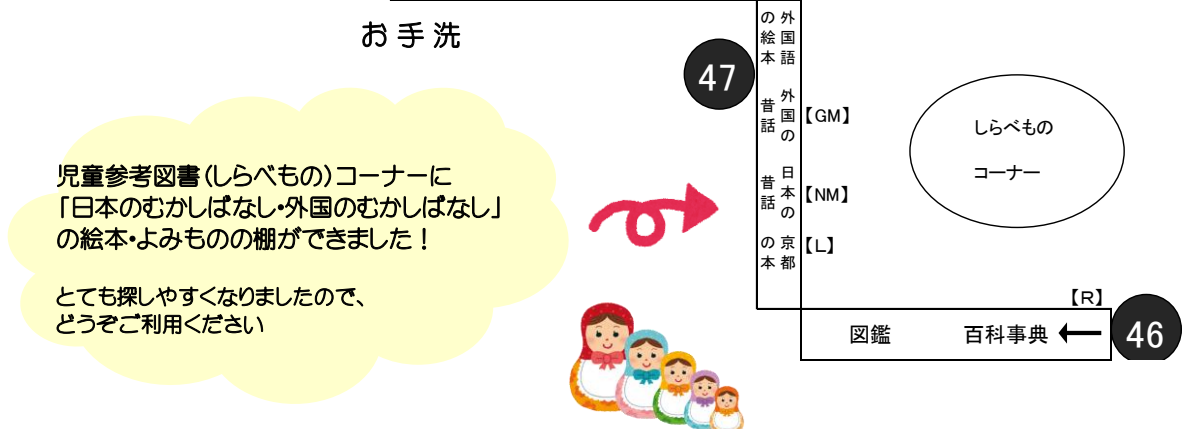 お手洗
児童参考図書(しらべもの)コーナーに
「日本のむかしばなし・外国のむかしばなし」
の絵本・よみものの棚ができました！
とても探しやすくなりましたので、
どうぞご利用ください
47
外国語
の絵本
外国の
昔話
【GM】
日本の
昔話
【NM】
京都
の本
【L】
しらべもの
コーナー
【R】
図鑑
百科事典
46